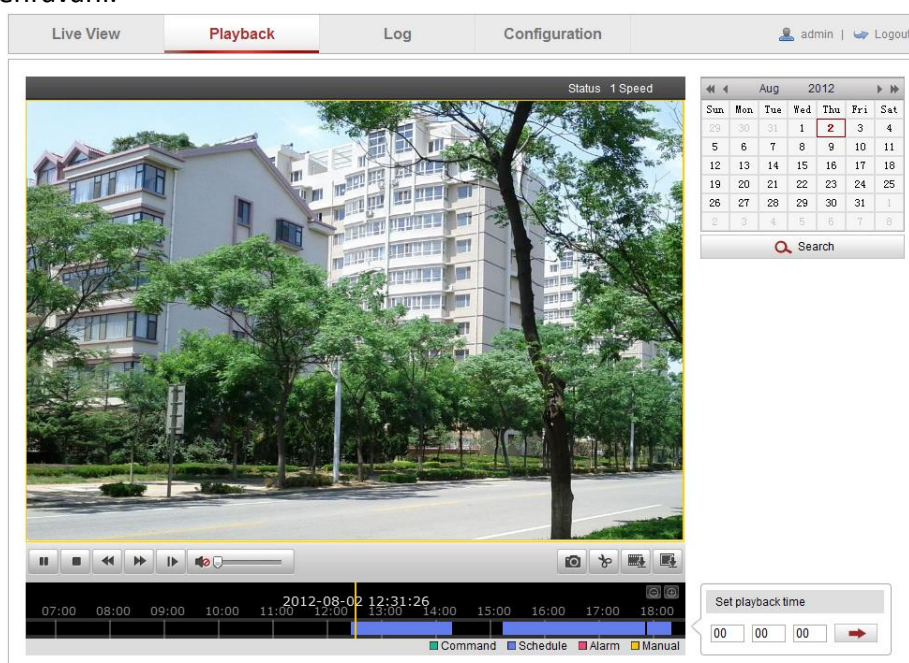 Live View
Playback
Log
Configuration
admin | Logout
Status 1 Speed
Aug 2012
Sun Mon Tue Wed Thu Fri Sat
29 30 31 1 2 3 4
5 6 7 8 9 10 11
12 13 14 15 16 17 18
19 20 21 22 23 24 25
26 27 28 29 30 31 1
2 3 4 5 6 7 8
Search
2012-08-02 12:31:26
07:00 08:00 09:00 10:00 11:00 12:00 13:00 14:00 15:00 16:00 17:00 18:00
Command Schedule Alarm Manual
Set playback time
00 00 00